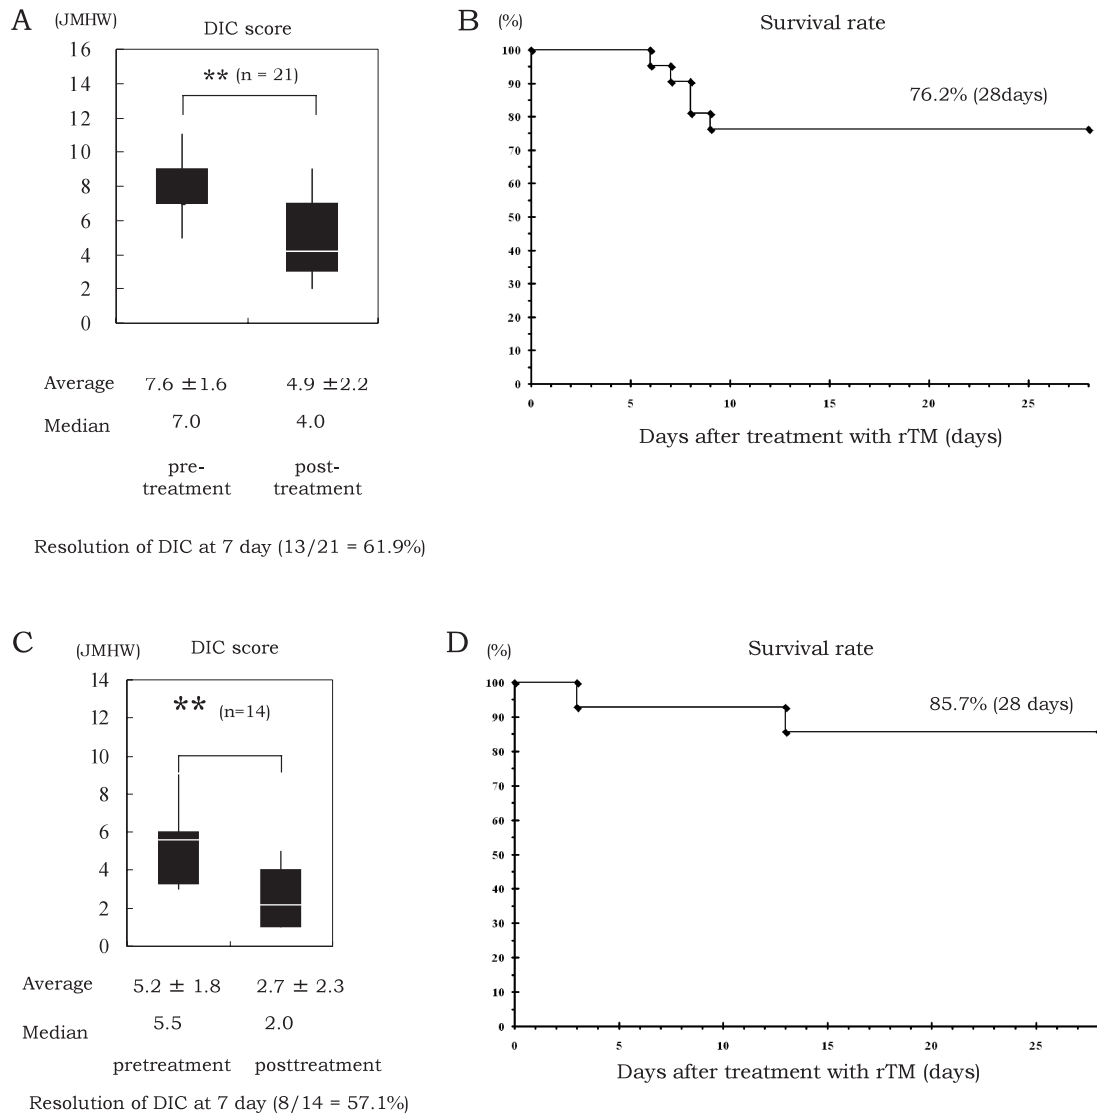 A
(JMHW)
DIC score
16
14
12
10
8
6
4
2
0
** (n = 21)
Average 7.6 ±1.6 4.9 ±2.2
Median 7.0 4.0
pre-
treatment
post-
treatment
Resolution of DIC at 7 day (13/21 = 61.9%)
B
(%)
Survival rate
100
90
80
70
60
50
40
30
20
10
0
76.2% (28days)
0 5 10 15 20 25
Days after treatment with rTM (days)
C
(JMHW)
DIC score
14
12
10
8
6
4
2
0
** (n=14)
Average 5.2 ± 1.8 2.7 ± 2.3
Median 5.5 2.0
pretreatment posttreatment
Resolution of DIC at 7 day (8/14 = 57.1%)
D
(%)
Survival rate
100
90
80
70
60
50
40
30
20
10
0
85.7% (28 days)
0 5 10 15 20 25
Days after treatment with rTM (days)